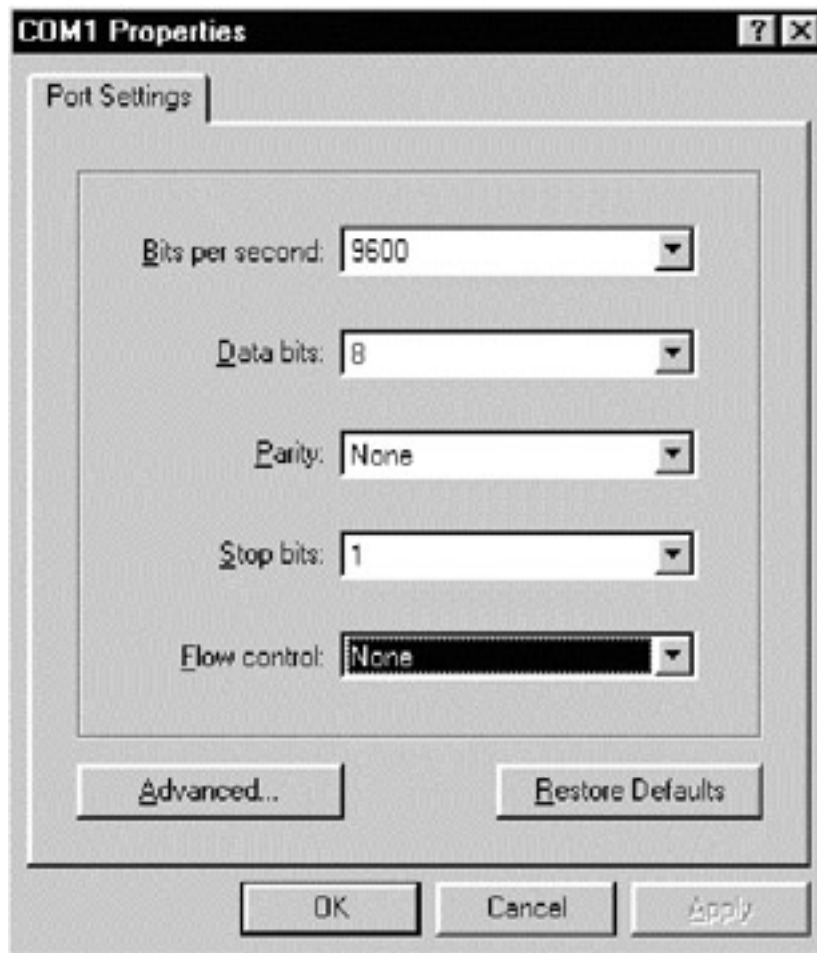 COM1 Properties ? X
Port Settings
Bits per second: 9600
Data bits: 8
Parity: None
Stop bits: 1
Flow control: None
Advanced... Restore Defaults
OK Cancel Apply